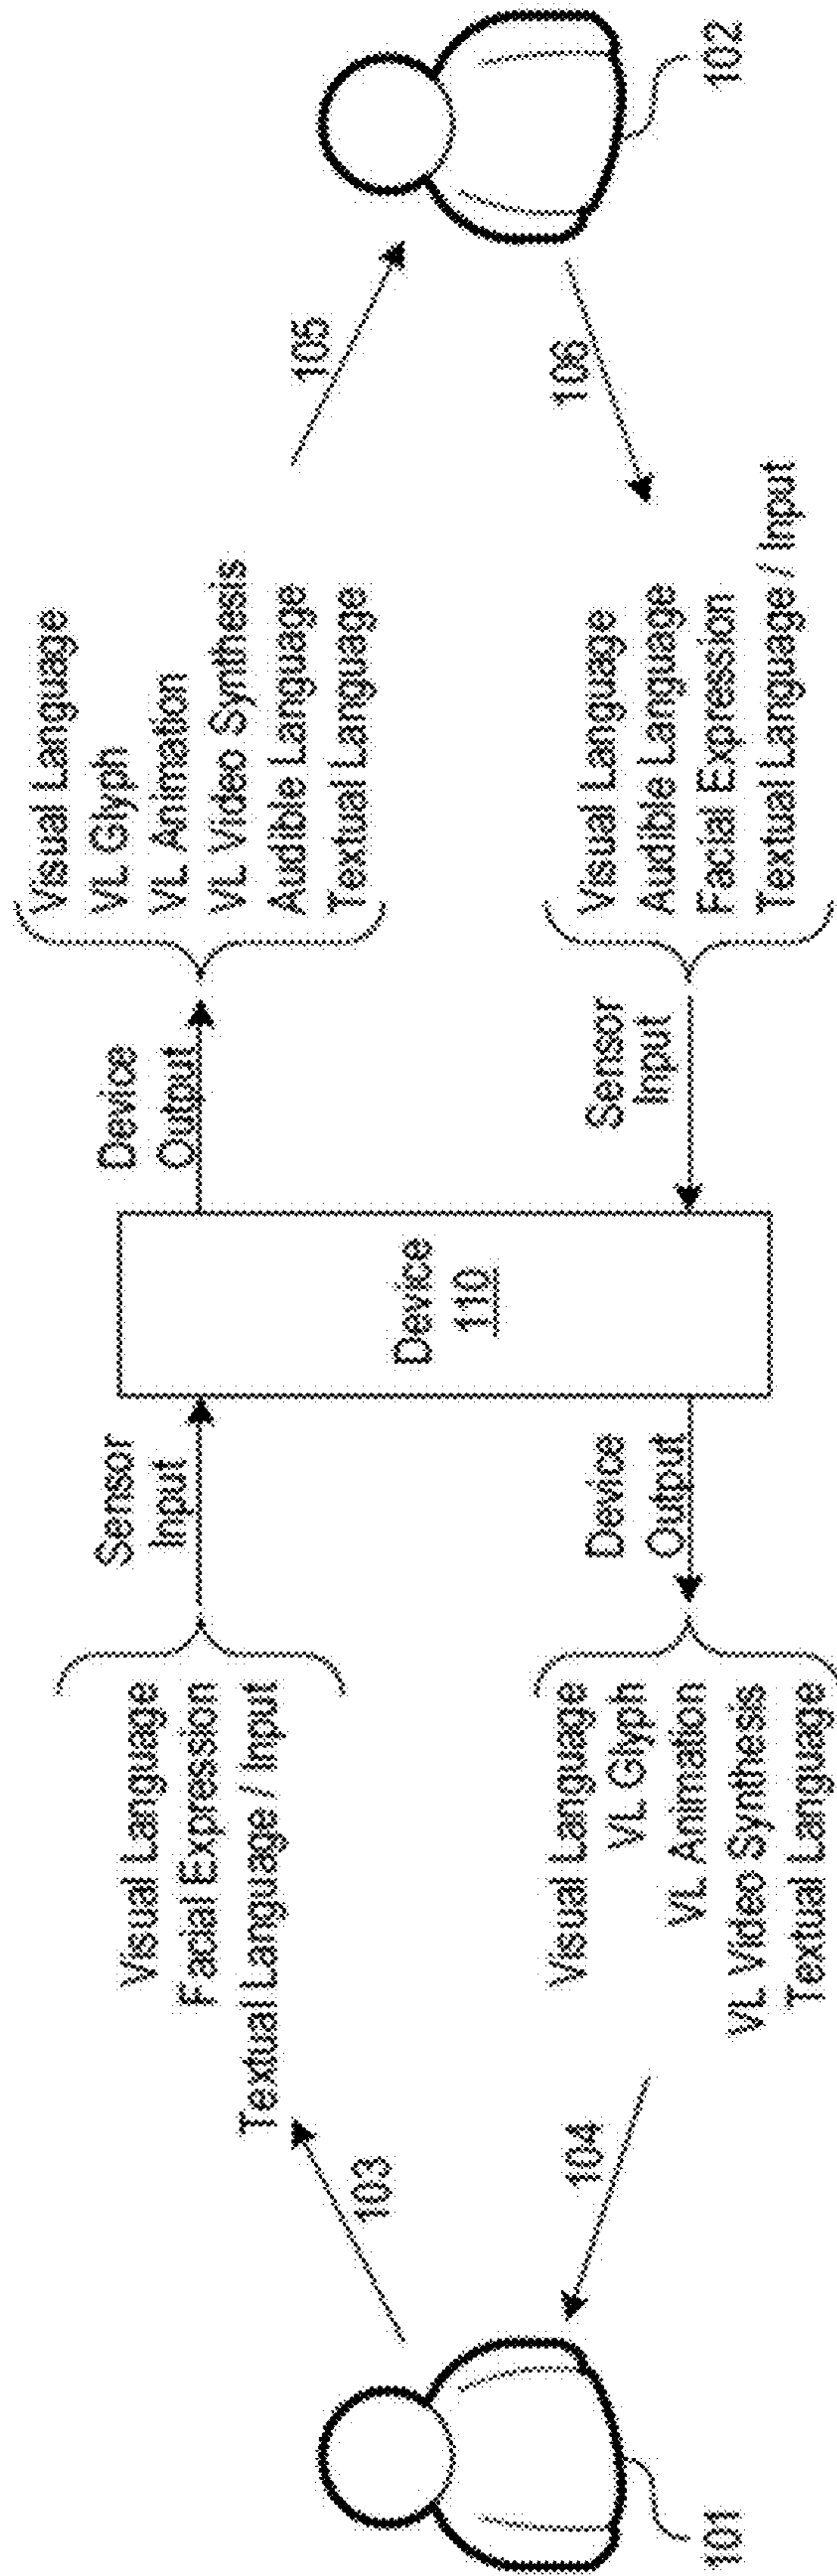 Visual Language
Facial Expression
Textual Language / Input
Sensor
Input
Device
110
Device
Output
Visual Language
VL Glyph
VL Animation
VL Video Synthesis
Audible Language
Textual Language
103
105
104
106
Visual Language
VL Glyph
VL Animation
VL Video Synthesis
Textual Language
Device
Output
Sensor
Input
Visual Language
Audible Language
Facial Expression
Textual Language / Input
101
102